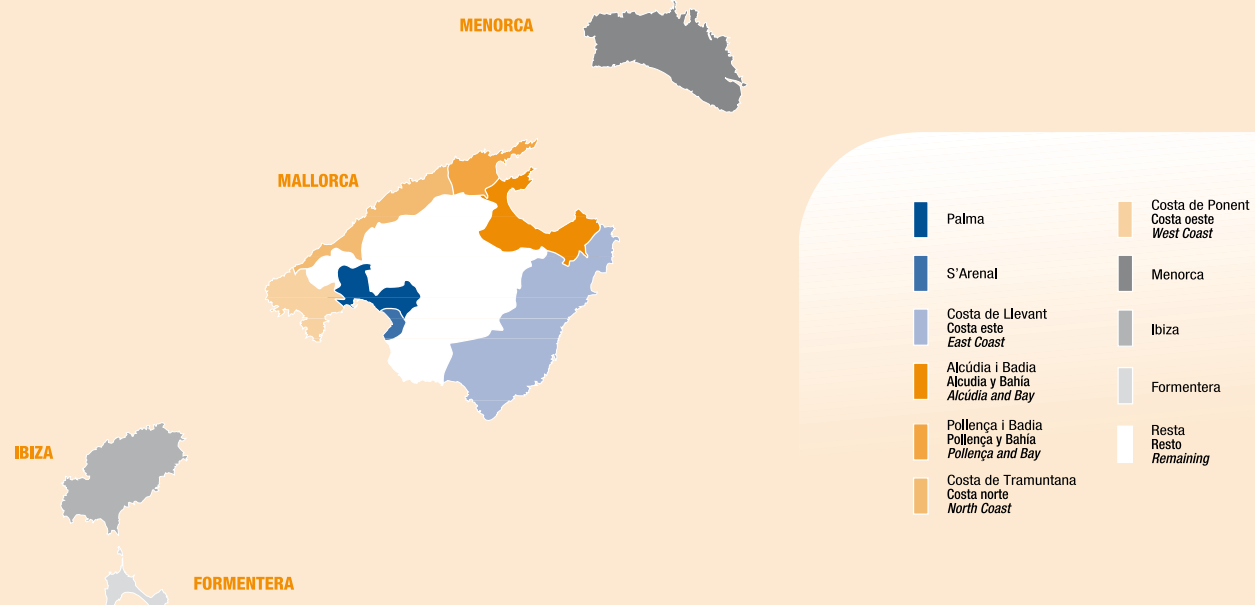 MENORCA
MALLORCA
IBIZA
FORMENTERA
Palma
S'Arenal
Costa de Llevant
Costa este
East Coast
Alcúdia i Badia
Alcudia y Bahía
Alcúdia and Bay
Pollença i Badia
Pollença y Bahía
Pollença and Bay
Costa de Tramuntana
Costa norte
North Coast
Costa de Ponent
Costa oeste
West Coast
Menorca
Ibiza
Formentera
Resta
Resto
Remaining